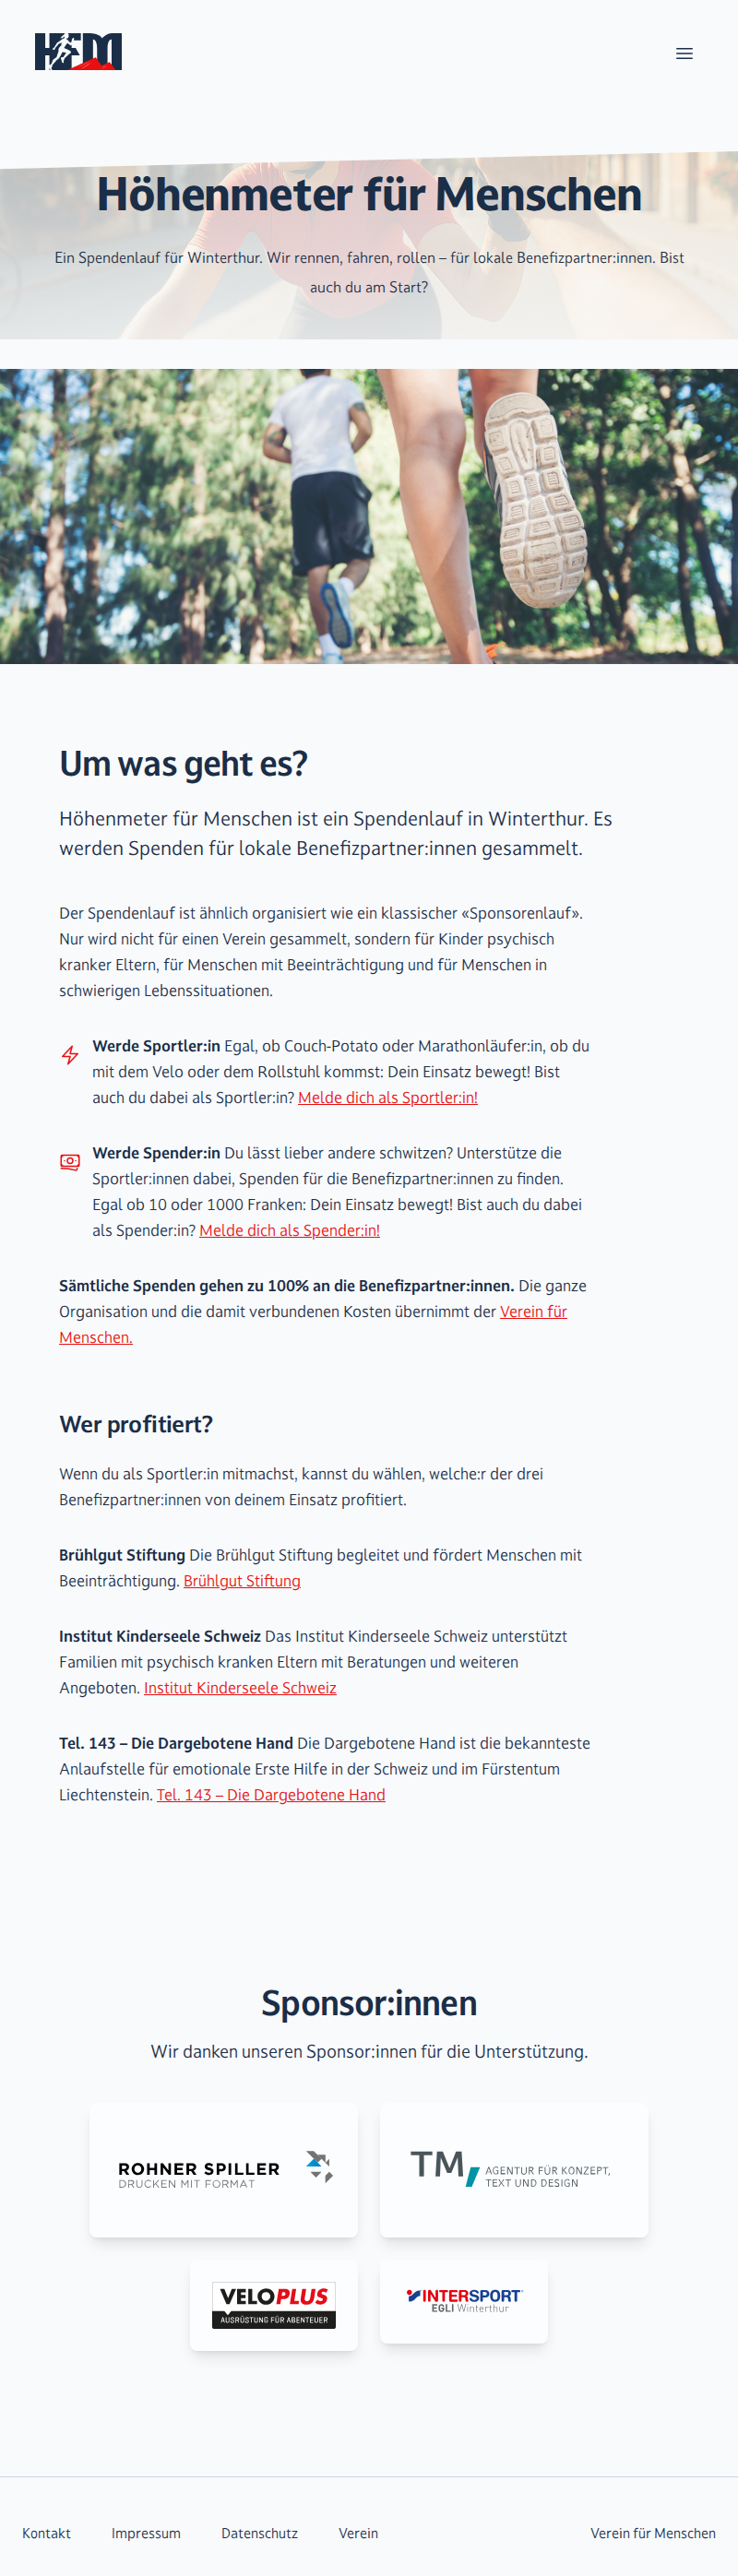 HFM
Höhenmeter für Menschen
Ein Spendenlauf für Winterthur. Wir rennen, fahren, rollen – für lokale Benefizpartner:innen. Bist
auch du am Start?
Um was geht es?
Höhenmeter für Menschen ist ein Spendenlauf in Winterthur. Es
werden Spenden für lokale Benefizpartner:innen gesammelt.
Der Spendenlauf ist ähnlich organisiert wie ein klassischer «Sponsorenlauf».
Nur wird nicht für einen Verein gesammelt, sondern für Kinder psychisch
kranker Eltern, für Menschen mit Beeinträchtigung und für Menschen in
schwierigen Lebenssituationen.
Werde Sportler:in Egal, ob Couch-Potato oder Marathonläufer:in, ob du
mit dem Velo oder dem Rollstuhl kommst: Dein Einsatz bewegt! Bist
auch du dabei als Sportler:in? Melde dich als Sportler:in!
Werde Spender:in Du lässt lieber andere schwitzen? Unterstütze die
Sportler:innen dabei, Spenden für die Benefizpartner:innen zu finden.
Egal ob 10 oder 1000 Franken: Dein Einsatz bewegt! Bist auch du dabei
als Spender:in? Melde dich als Spender:in!
Sämtliche Spenden gehen zu 100% an die Benefizpartner:innen. Die ganze
Organisation und die damit verbundenen Kosten übernimmt der Verein für
Menschen.
Wer profitiert?
Wenn du als Sportler:in mitmachst, kannst du wählen, welche:r der drei
Benefizpartner:innen von deinem Einsatz profitiert.
Brühlgut Stiftung Die Brühlgut Stiftung begleitet und fördert Menschen mit
Beeinträchtigung. Brühlgut Stiftung
Institut Kinderseele Schweiz Das Institut Kinderseele Schweiz unterstützt
Familien mit psychisch kranken Eltern mit Beratungen und weiteren
Angeboten. Institut Kinderseele Schweiz
Tel. 143 – Die Dargebotene Hand Die Dargebotene Hand ist die bekannteste
Anlaufstelle für emotionale Erste Hilfe in der Schweiz und im Fürstentum
Liechtenstein. Tel. 143 – Die Dargebotene Hand
Sponsor:innen
Wir danken unseren Sponsor:innen für die Unterstützung.
ROHNER SPILLER
DRUCKEN MIT FORMAT
TM,
AGENTUR FÜR KONZEPT,
TEXT UND DESIGN
VELOPLUS
AUSRÜSTUNG FÜR ABENTEUER
INTERSPORT
EGLI Winterthur
Kontakt Impressum Datenschutz Verein Verein für Menschen